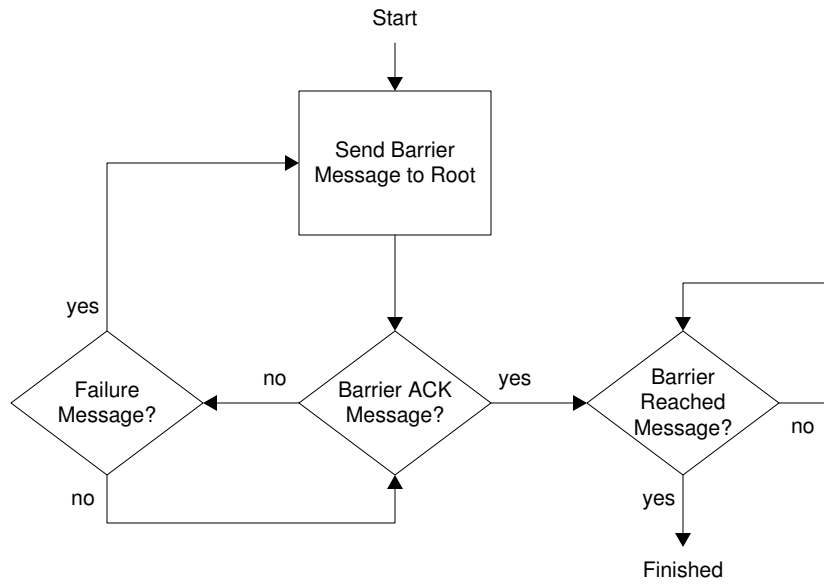 Start
Send Barrier
Message to Root
yes
Failure
Message?
no
Barrier ACK
Message?
yes
Barrier
Reached
Message?
no
no
yes
Finished